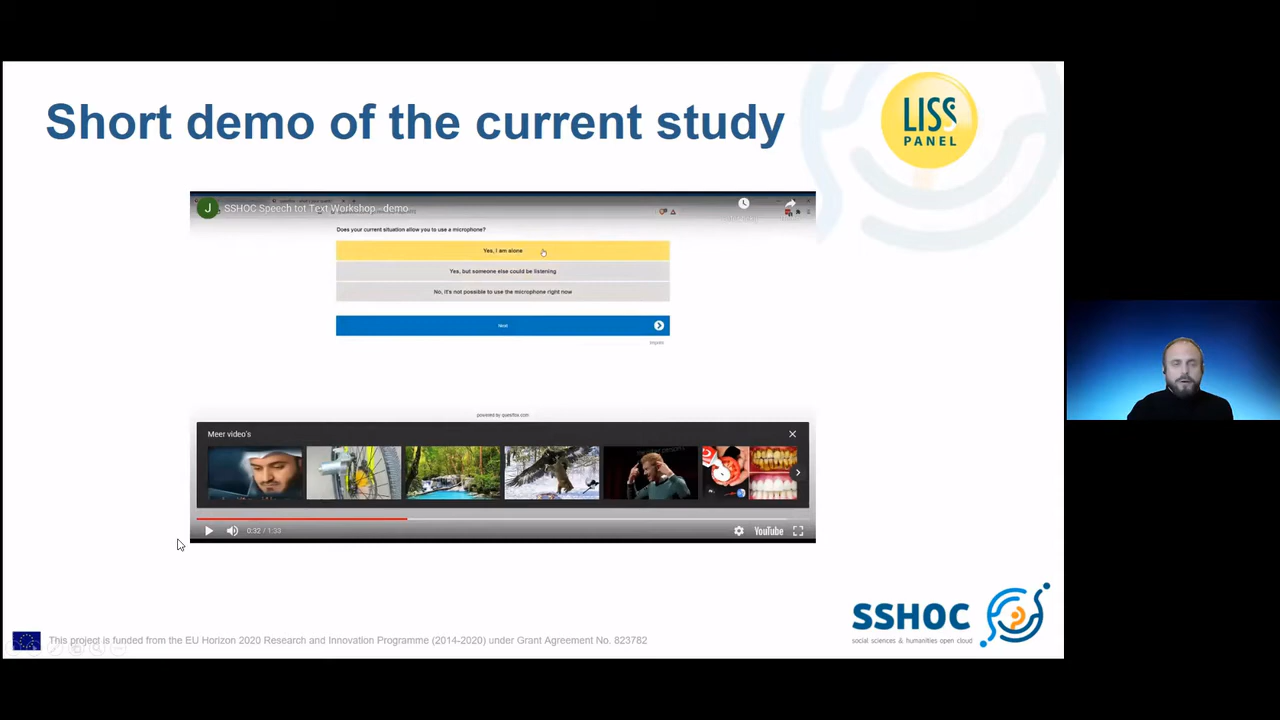 Short demo of the current study
LISS
PANEL
J
SSHOC Speech tot Text Workshop - demo
Does your current situation allow you to use a microphone?
Yes, I am alone
Yes, but someone else could be listening
No, it's not possible to use the microphone right now
Next
Imprint
powered by questfox.com
Meer video's
0:32 / 1:33
YouTube
SSHOC
social sciences & humanities open cloud
This project is funded from the EU Horizon 2020 Research and Innovation Programme (2014-2020) under Grant Agreement No. 823782